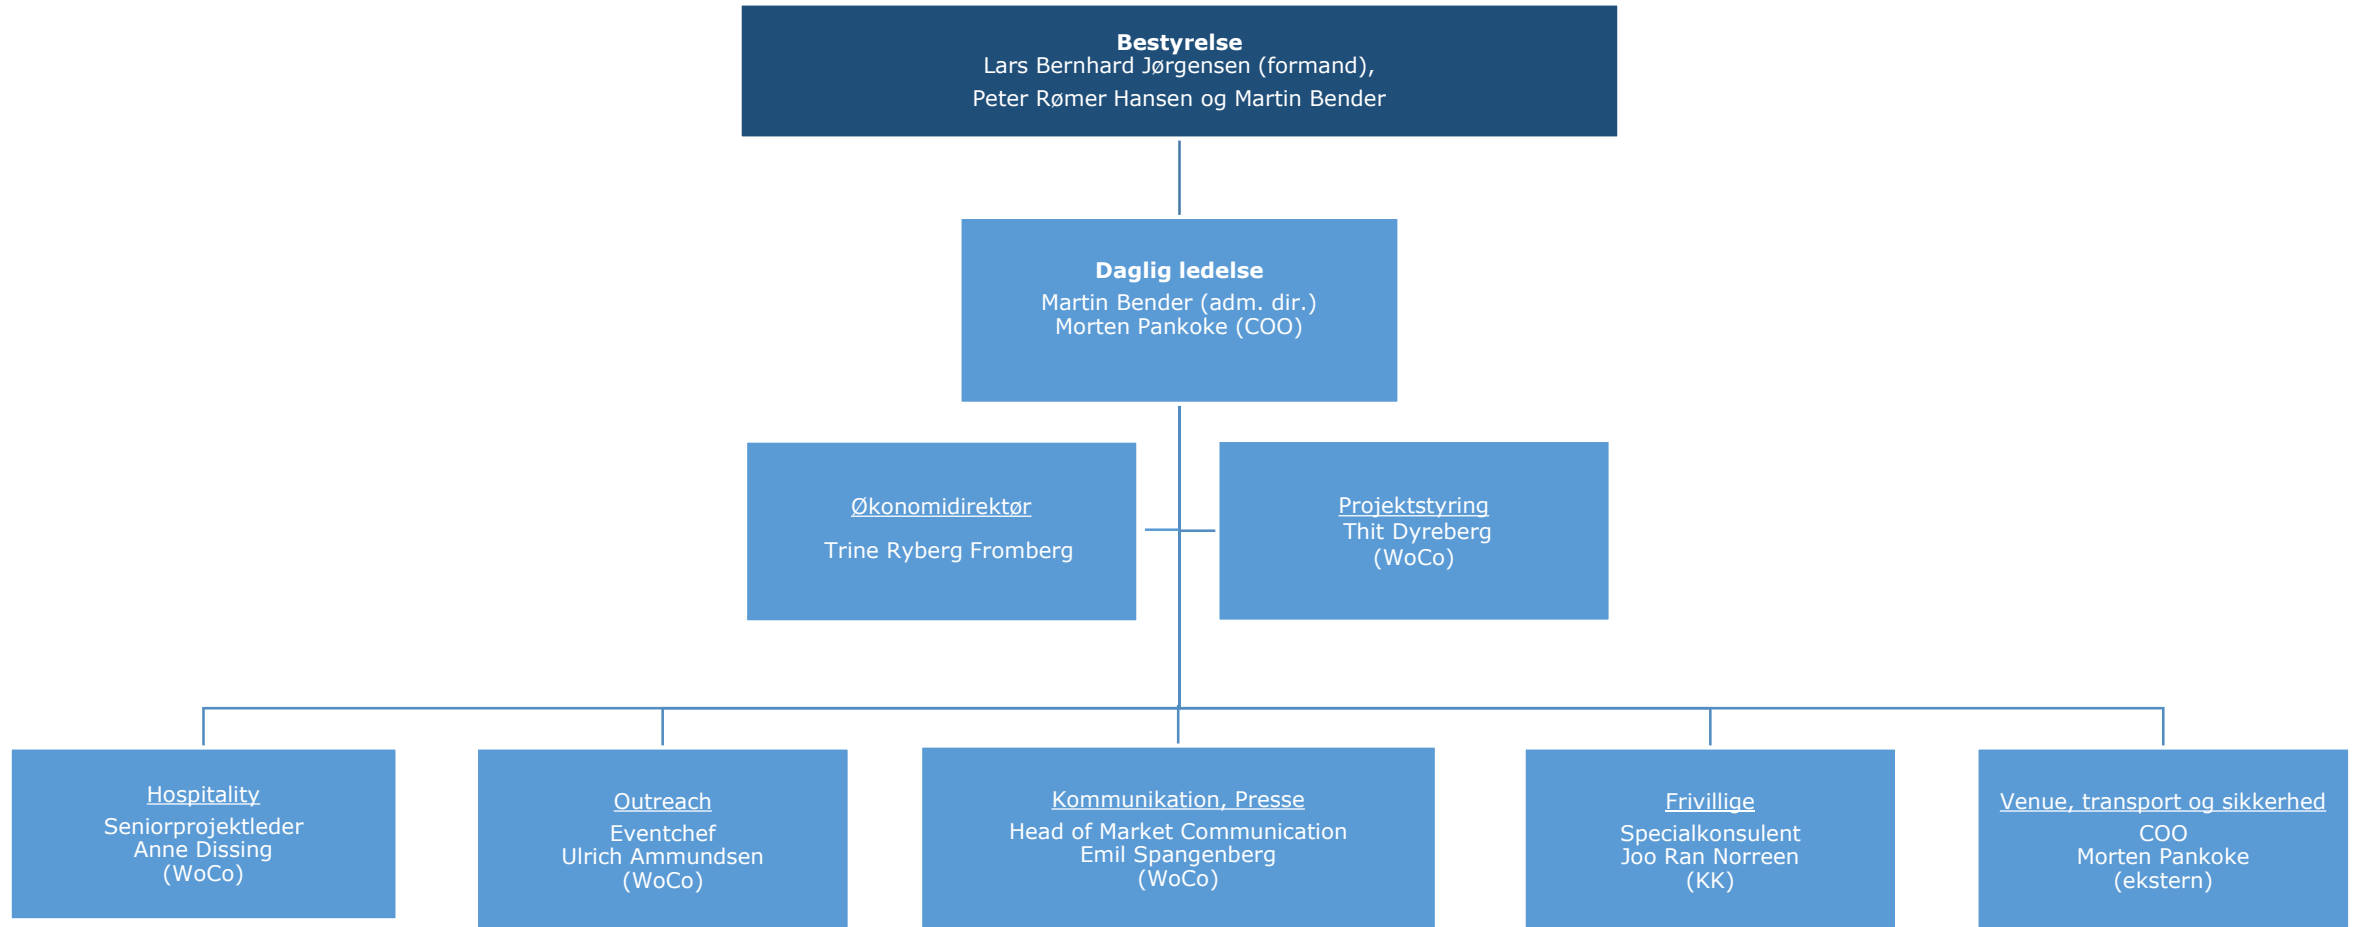 Bestyrelse
Lars Bernhard Jørgensen (formand),
Peter Rømer Hansen og Martin Bender
Daglig ledelse
Martin Bender (adm. dir.)
Morten Pankoke (COO)
Økonomidirektør
Trine Ryberg Fromberg
Projektstyring
Thit Dyreberg
(WoCo)
Hospitality
Seniorprojektleder
Anne Dissing
(WoCo)
Outreach
Eventchef
Ulrich Ammundsen
(WoCo)
Kommunikation, Presse
Head of Market Communication
Emil Spangenberg
(WoCo)
Frivillige
Specialkonsulent
Joo Ran Norreen
(KK)
Venue, transport og sikkerhed
COO
Morten Pankoke
(ekstern)